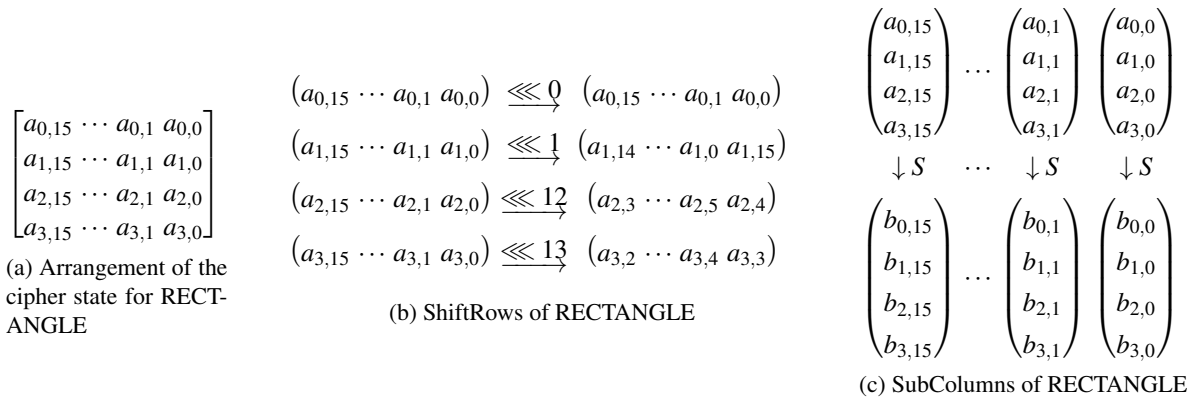 [a_{0,15} ⋯ a_{0,1} a_{0,0}]
[a_{1,15} ⋯ a_{1,1} a_{1,0}]
[a_{2,15} ⋯ a_{2,1} a_{2,0}]
[a_{3,15} ⋯ a_{3,1} a_{3,0}]
(a) Arrangement of the
cipher state for RECT-
ANGLE
(a_{0,15} ⋯ a_{0,1} a_{0,0}) ⋘ 0 → (a_{0,15} ⋯ a_{0,1} a_{0,0})
(a_{1,15} ⋯ a_{1,1} a_{1,0}) ⋘ 1 → (a_{1,14} ⋯ a_{1,0} a_{1,15})
(a_{2,15} ⋯ a_{2,1} a_{2,0}) ⋘ 12 → (a_{2,3} ⋯ a_{2,5} a_{2,4})
(a_{3,15} ⋯ a_{3,1} a_{3,0}) ⋘ 13 → (a_{3,2} ⋯ a_{3,4} a_{3,3})
(b) ShiftRows of RECTANGLE
(a_{0,15}) (a_{0,1}) (a_{0,0})
(a_{1,15}) ⋯ (a_{1,1}) (a_{1,0})
(a_{2,15}) (a_{2,1}) (a_{2,0})
(a_{3,15}) (a_{3,1}) (a_{3,0})
↓ S ⋯ ↓ S ↓ S
(b_{0,15}) (b_{0,1}) (b_{0,0})
(b_{1,15}) ⋯ (b_{1,1}) (b_{1,0})
(b_{2,15}) (b_{2,1}) (b_{2,0})
(b_{3,15}) (b_{3,1}) (b_{3,0})
(c) SubColumns of RECTANGLE